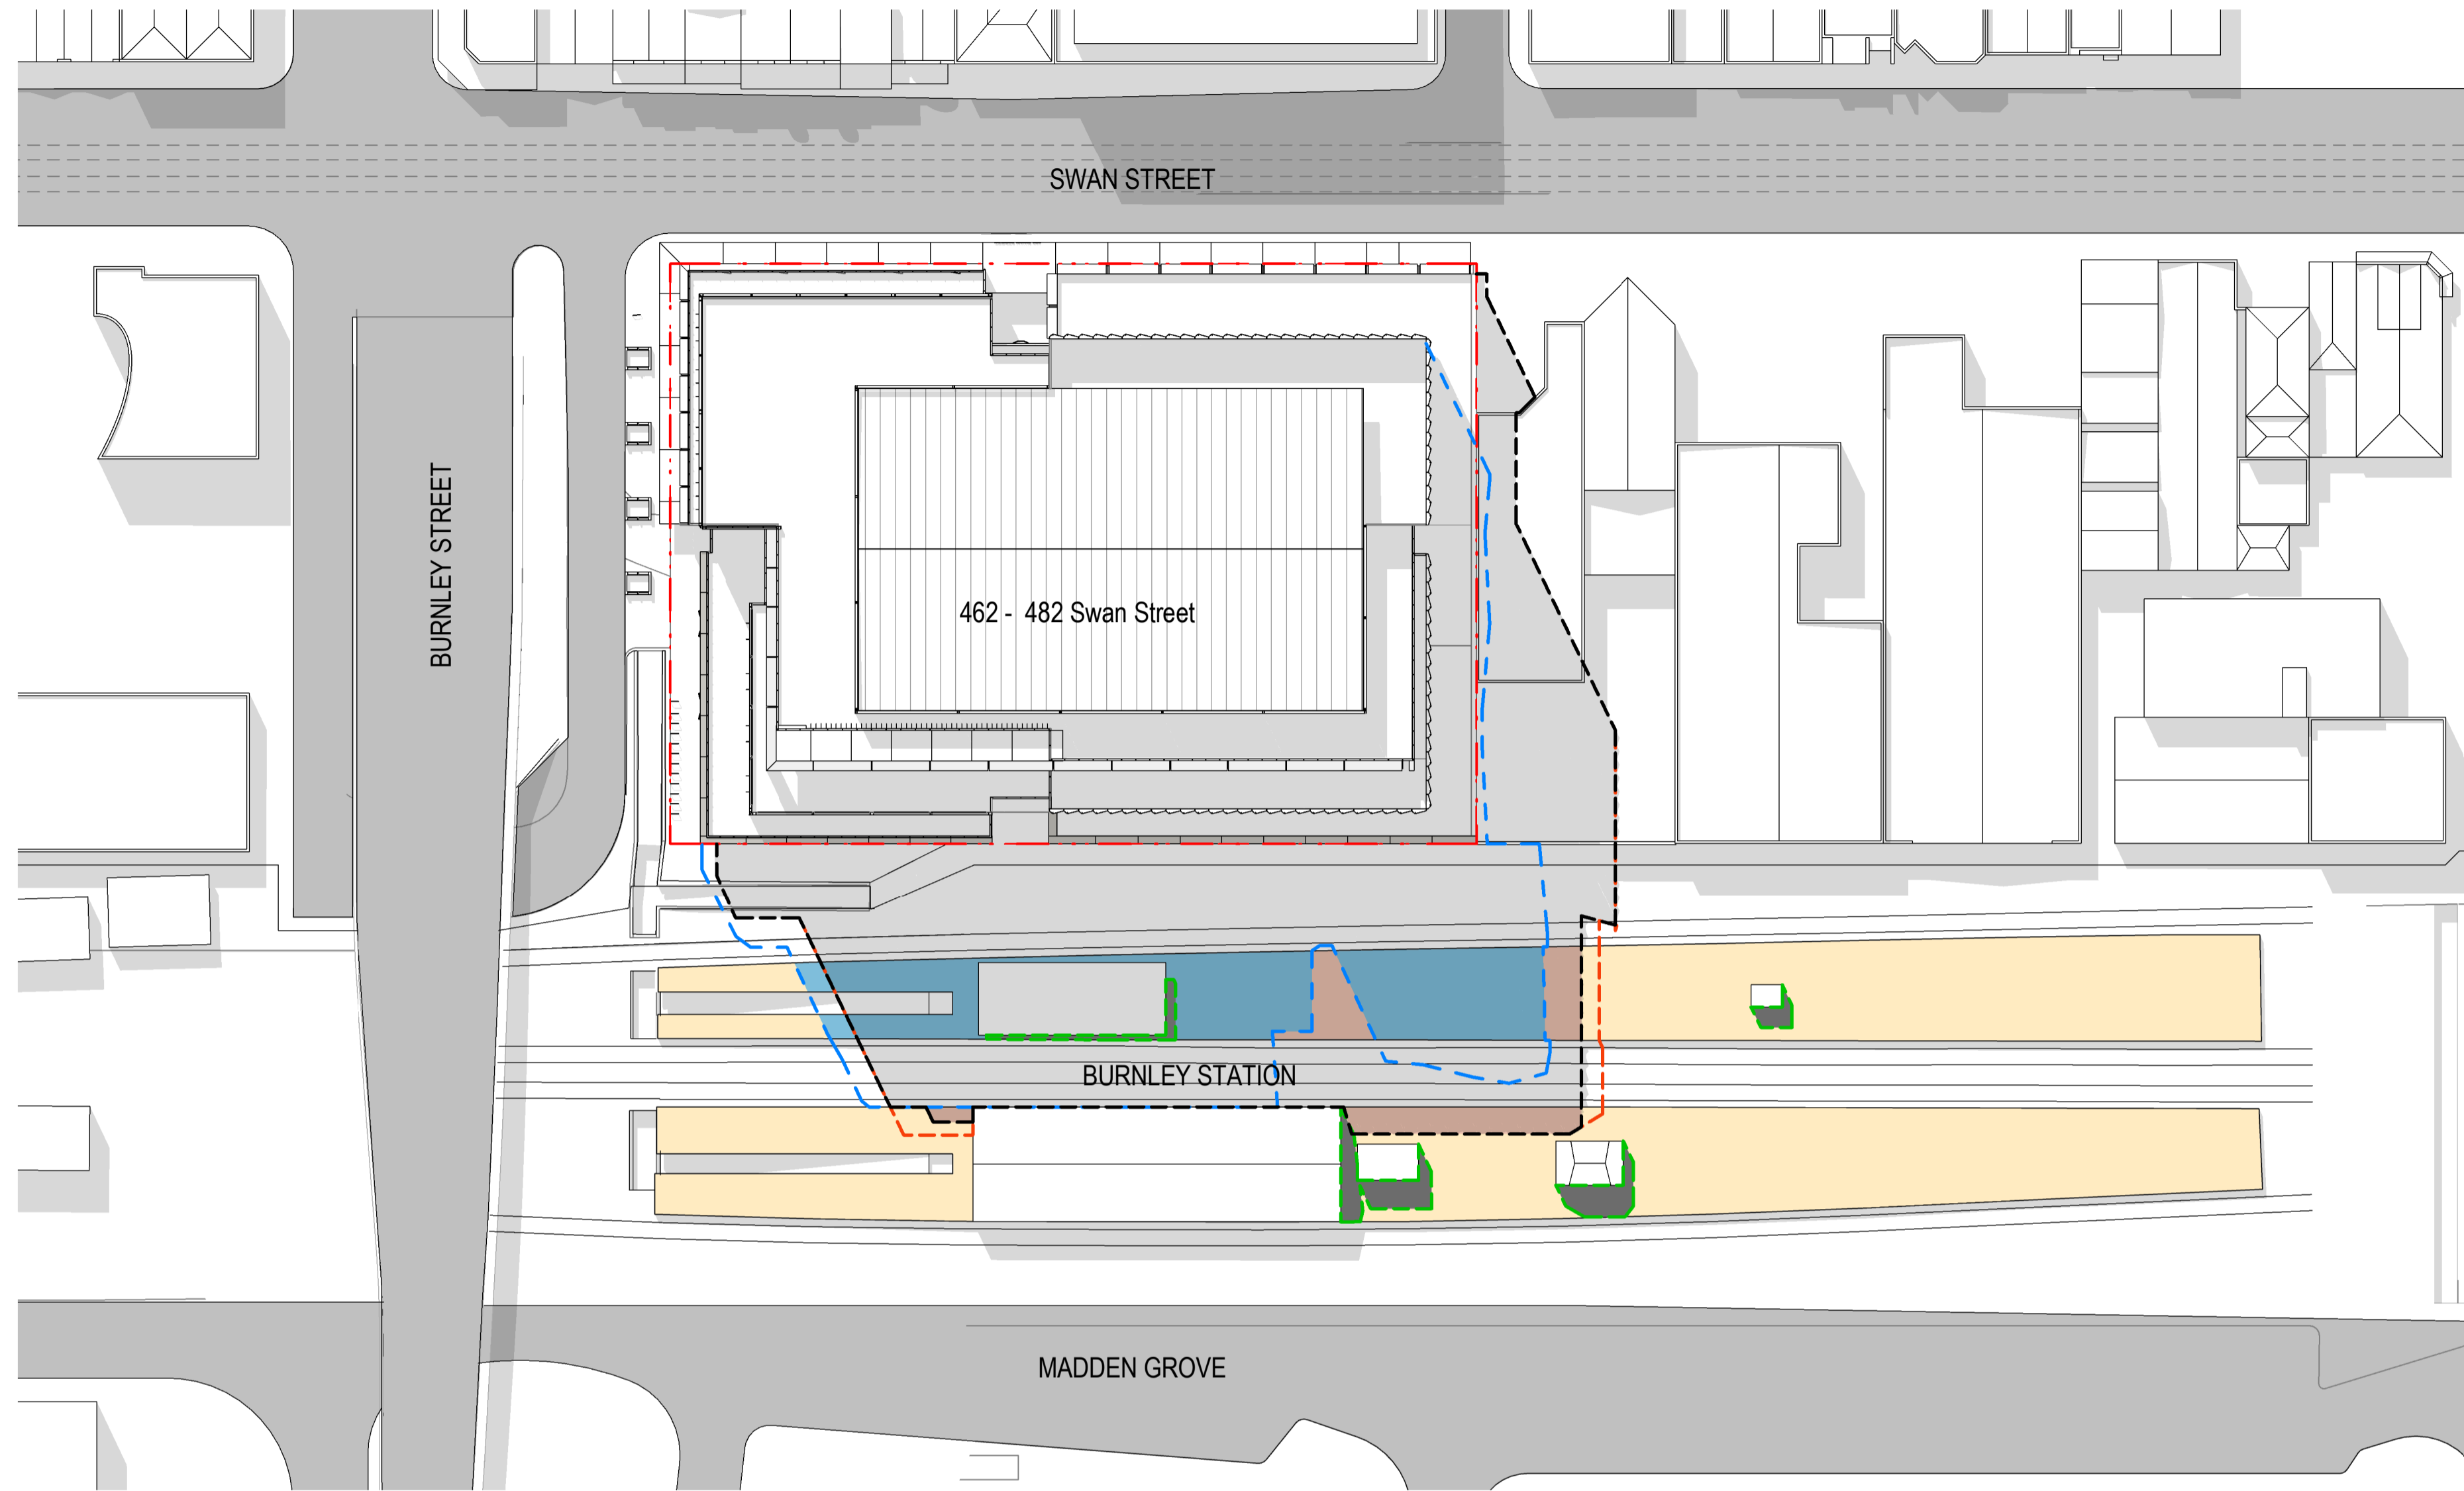 SWAN STREET
BURNLEY STREET
462 - 482 Swan Street
BURNLEY STATION
MADDEN GROVE